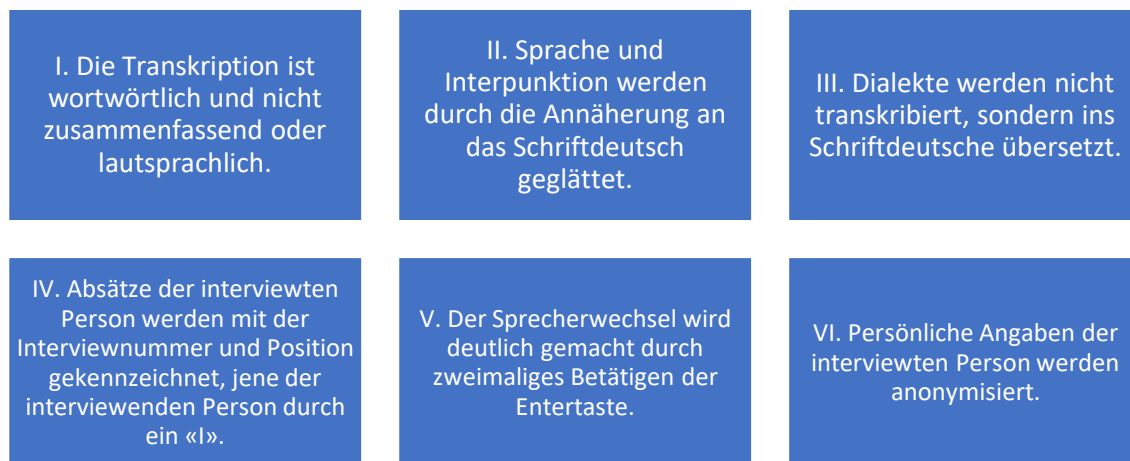 I. Die Transkription ist
wortwörtlich und nicht
zusammenfassend oder
lautsprachlich.
II. Sprache und
Interpunktion werden
durch die Annäherung an
das Schriftdeutsch
geglättet.
III. Dialekte werden nicht
transkribiert, sondern ins
Schriftdeutsche übersetzt.
IV. Absätze der interviewten
Person werden mit der
Interviewnummer und Position
gekennzeichnet, jene der
interviewenden Person durch
ein «I».
V. Der Sprecherwechsel wird
deutlich gemacht durch
zweimaliges Betätigen der
Entertaste.
VI. Persönliche Angaben der
interviewten Person werden
anonymisiert.